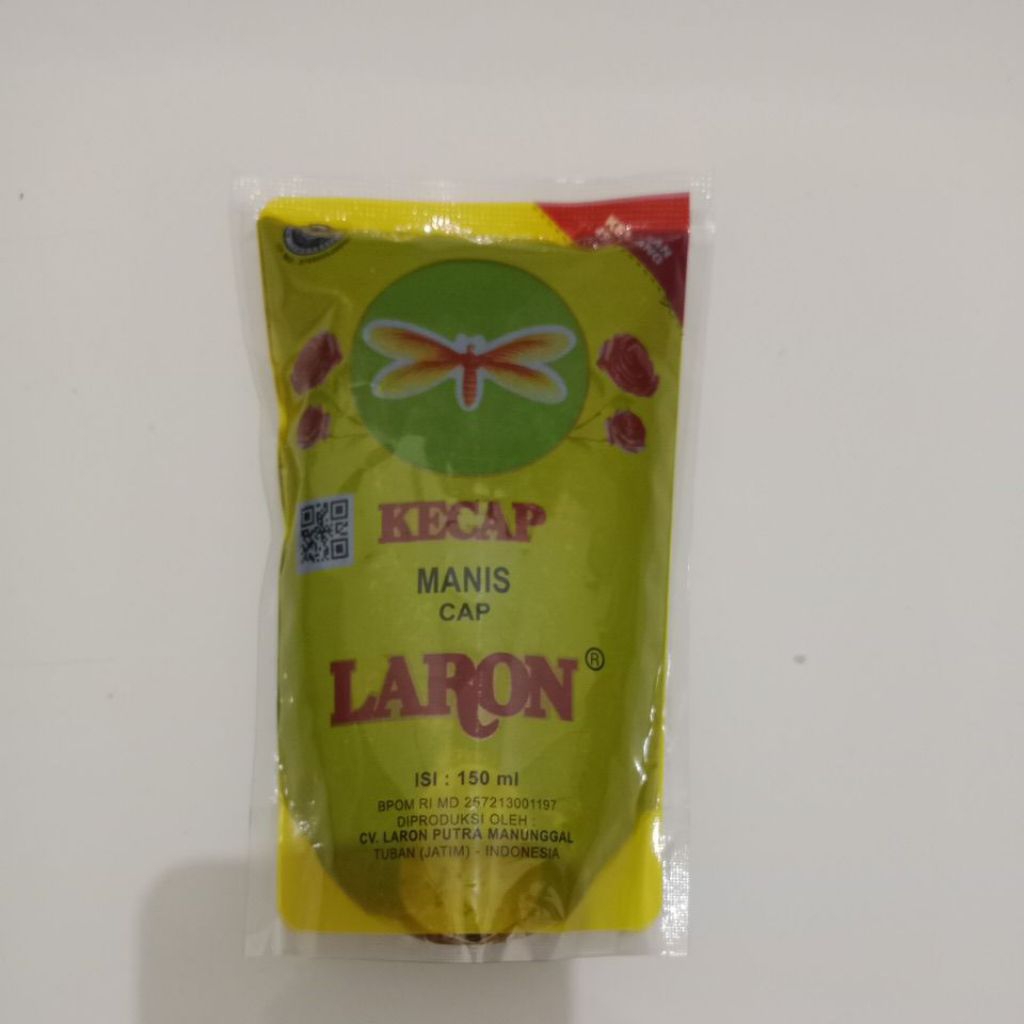 KECAP
MANIS
CAP
LARON®
ISI : 150 ml
BPOM RI MD 267213001197
DIPRODUKSI OLEH :
CV. LARON PUTRA MANUNGGAL
TUBAN (JATIM) - INDONESIA